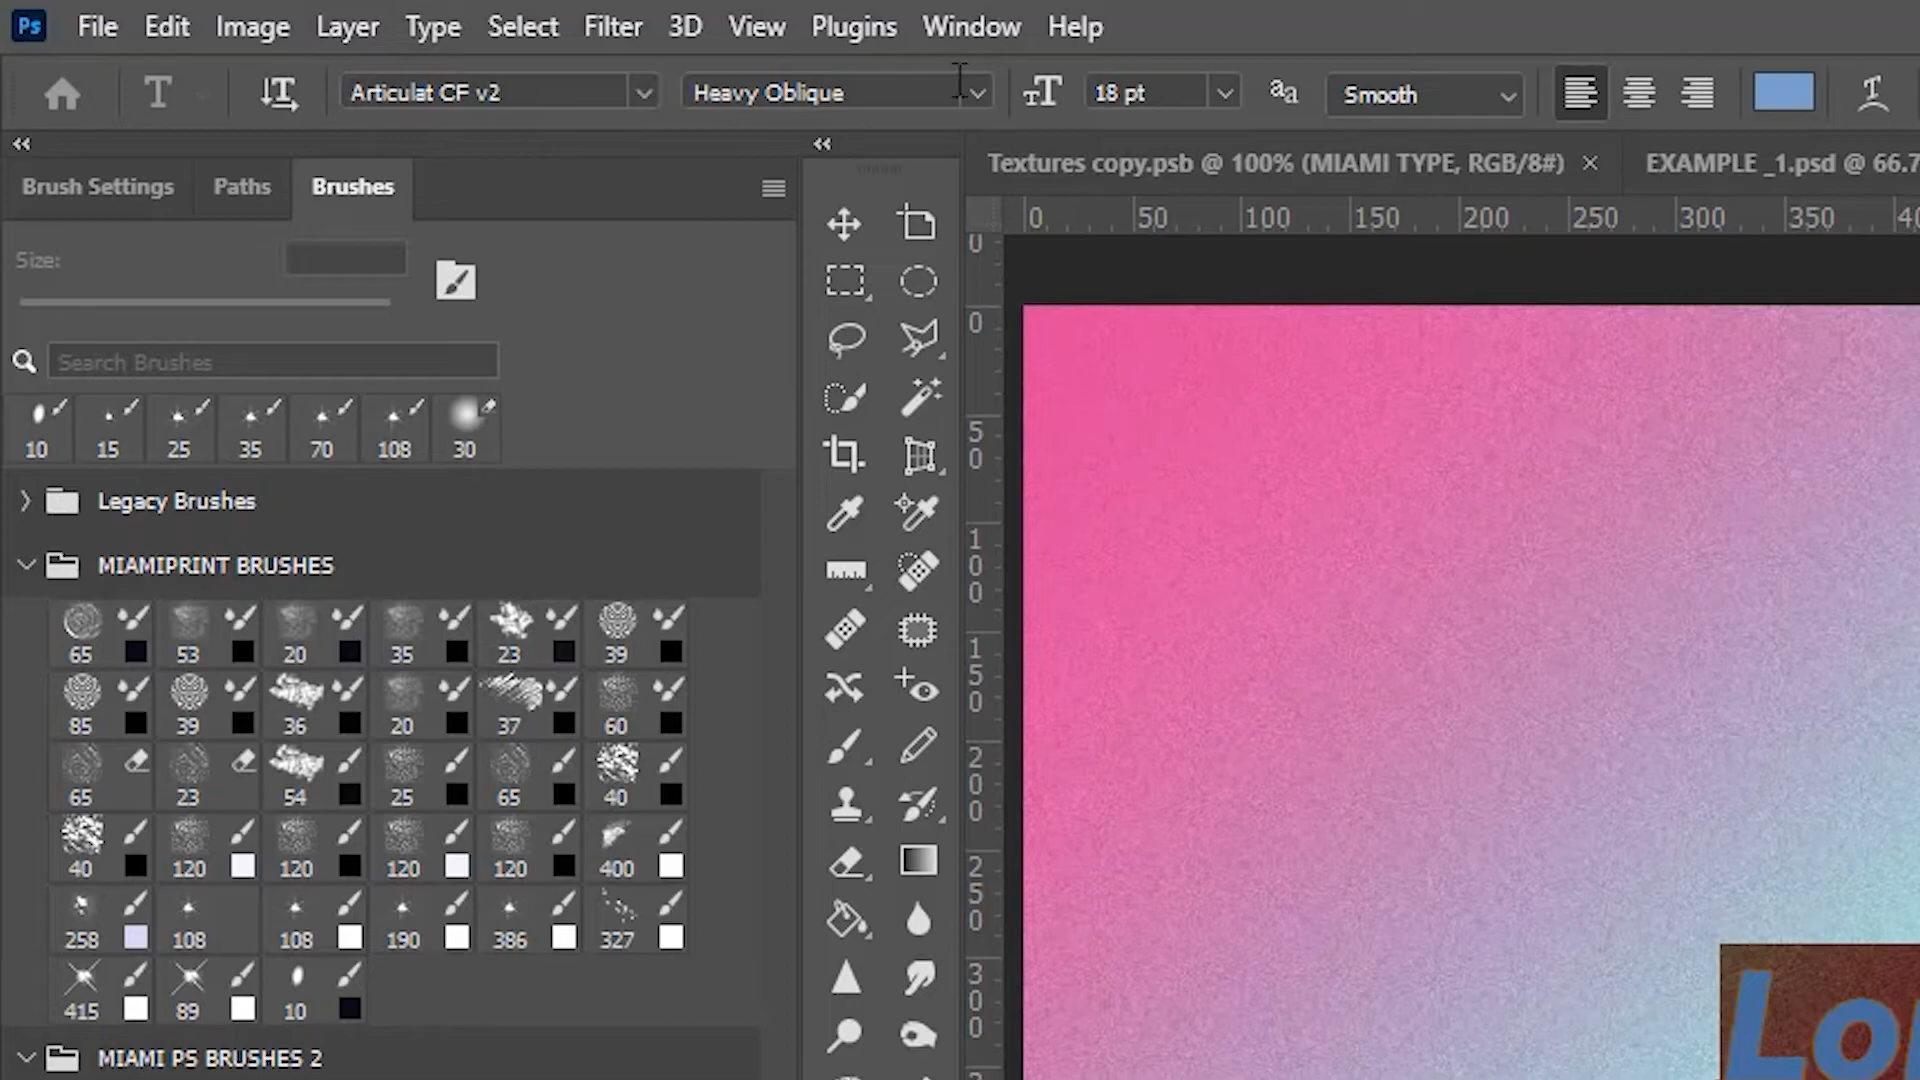 Ps File Edit Image Layer Type Select Filter 3D View Plugins Window Help
T Articulat CF v2 Heavy Oblique 18 pt aa Smooth
Brush Settings Paths Brushes
Textures copy.psb @ 100% (MIAMI TYPE, RGB/8#) × EXAMPLE _1.psd @ 66.7
0 50 100 150 200 250 300 350
Size:
Search Brushes
10 15 25 35 70 108 30
Legacy Brushes
MIAMIPRINT BRUSHES
65 53 20 35 23 39
85 39 36 20 37 60
65 23 54 25 65 40
40 120 120 120 120 400
258 108 108 190 386 327
415 89 10
MIAMI PS BRUSHES 2
0
0
50
100
150
200
250
300
Lo